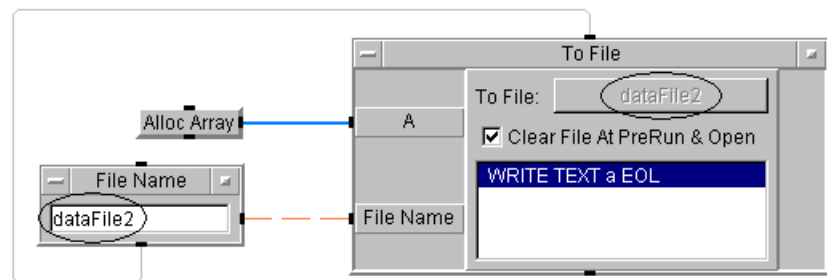 To File
To File: dataFile2
Alloc Array
A
Clear File At PreRun & Open
File Name
WRITE TEXT a EOL
dataFile2
File Name